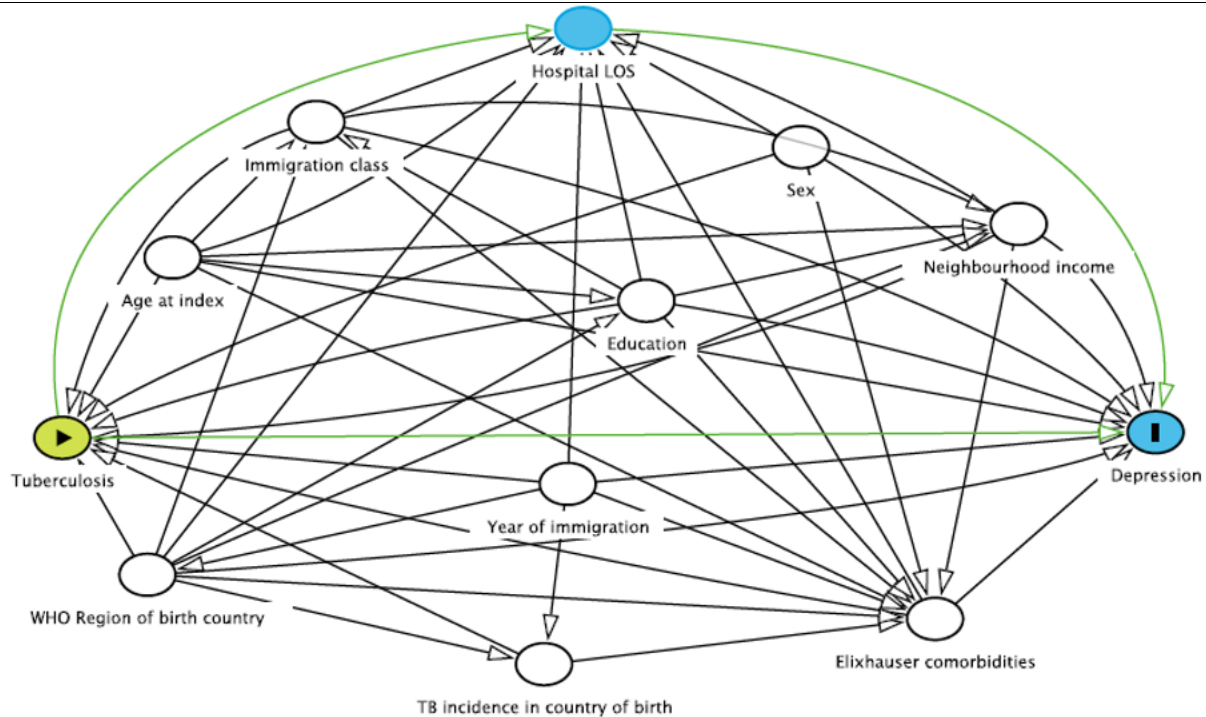 Hospital LOS
Immigration class
Sex
Neighbourhood income
Age at index
Education
Tuberculosis
Depression
Year of immigration
WHO Region of birth country
Elixhauser comorbidities
TB incidence in country of birth